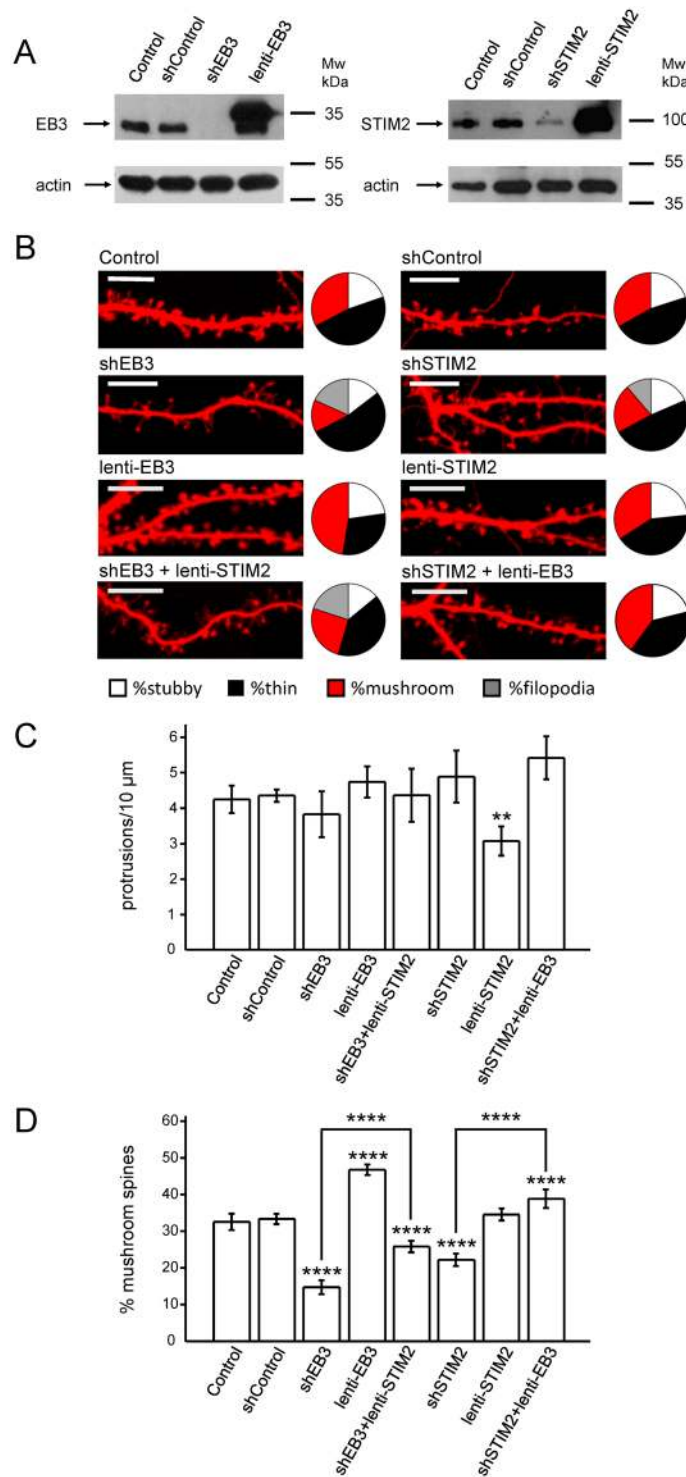 A
Control
shControl
shEB3
lenti-EB3
Mw
kDa
EB3
35
55
actin
35
Control
shControl
shSTIM2
lenti-STIM2
Mw
kDa
STIM2
100
55
actin
35
B
Control
shControl
shEB3
shSTIM2
lenti-EB3
lenti-STIM2
shEB3 + lenti-STIM2
shSTIM2 + lenti-EB3
%stubby %thin %mushroom %filopodia
C
protrusions/10 µm
6
5
4
3
2
1
0
**
Control
shControl
shEB3
lenti-EB3
shEB3+lenti-STIM2
shSTIM2
lenti-STIM2
shSTIM2+lenti-EB3
D
% mushroom spines
60
50
40
30
20
10
0
**** ****
****
****
****
****
****
Control
shControl
shEB3
lenti-EB3
shEB3+lenti-STIM2
shSTIM2
lenti-STIM2
shSTIM2+lenti-EB3